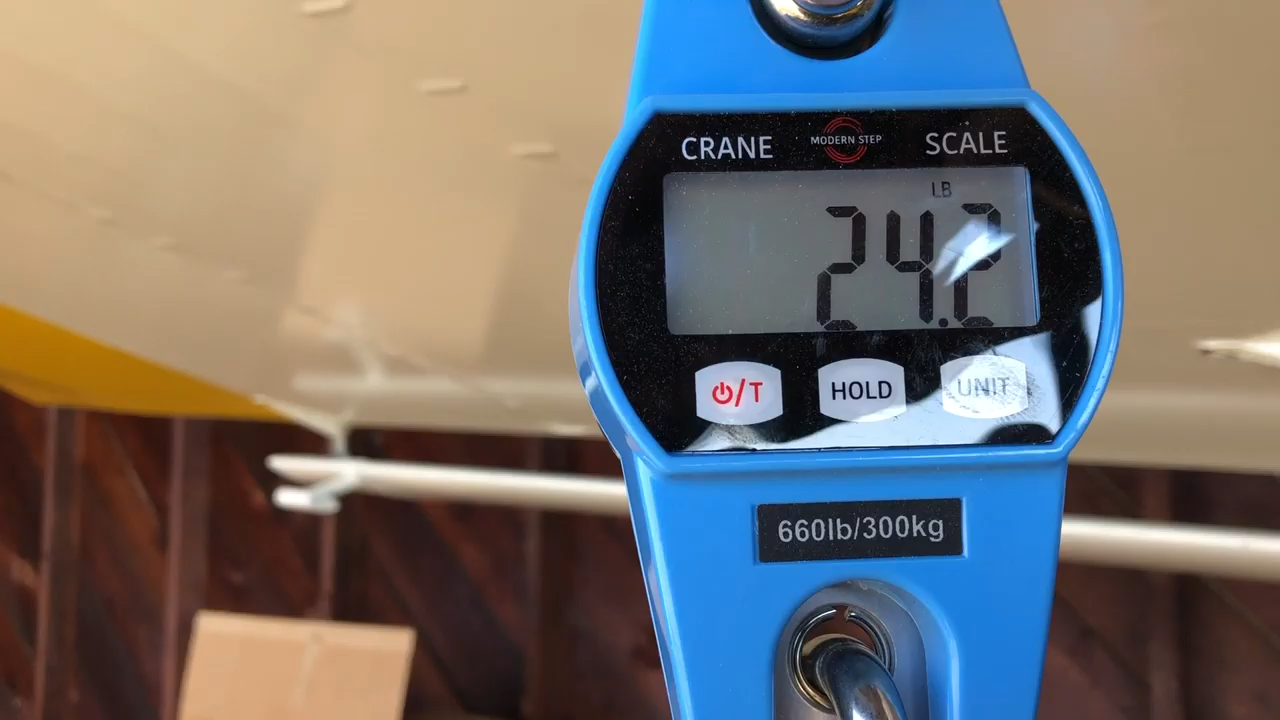 CRANE MODERN STEP SCALE
LB
24.2
⏻/T HOLD UNIT
660lb/300kg